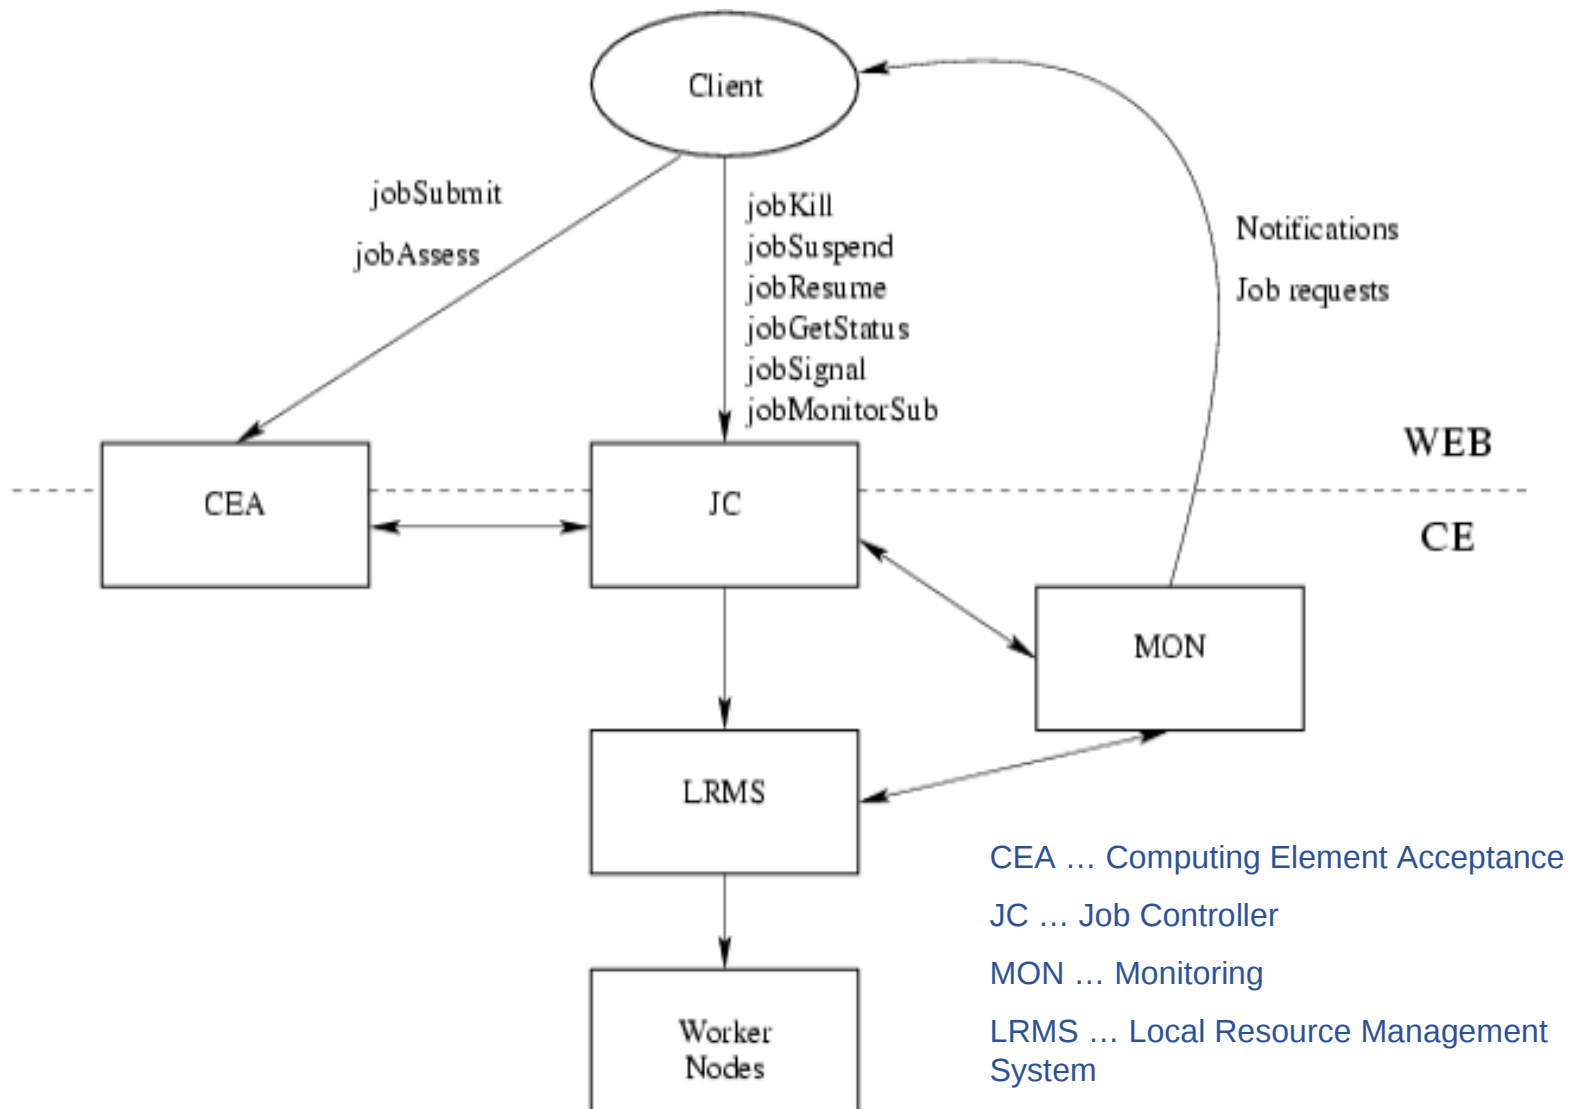 Client
jobSubmit
jobAssess
jobKill
jobSuspend
jobResume
jobGetStatus
jobSignal
jobMonitorSub
Notifications
Job requests
WEB
CE
CEA
JC
MON
LRMS
Worker
Nodes
CEA … Computing Element Acceptance
JC … Job Controller
MON … Monitoring
LRMS … Local Resource Management
System